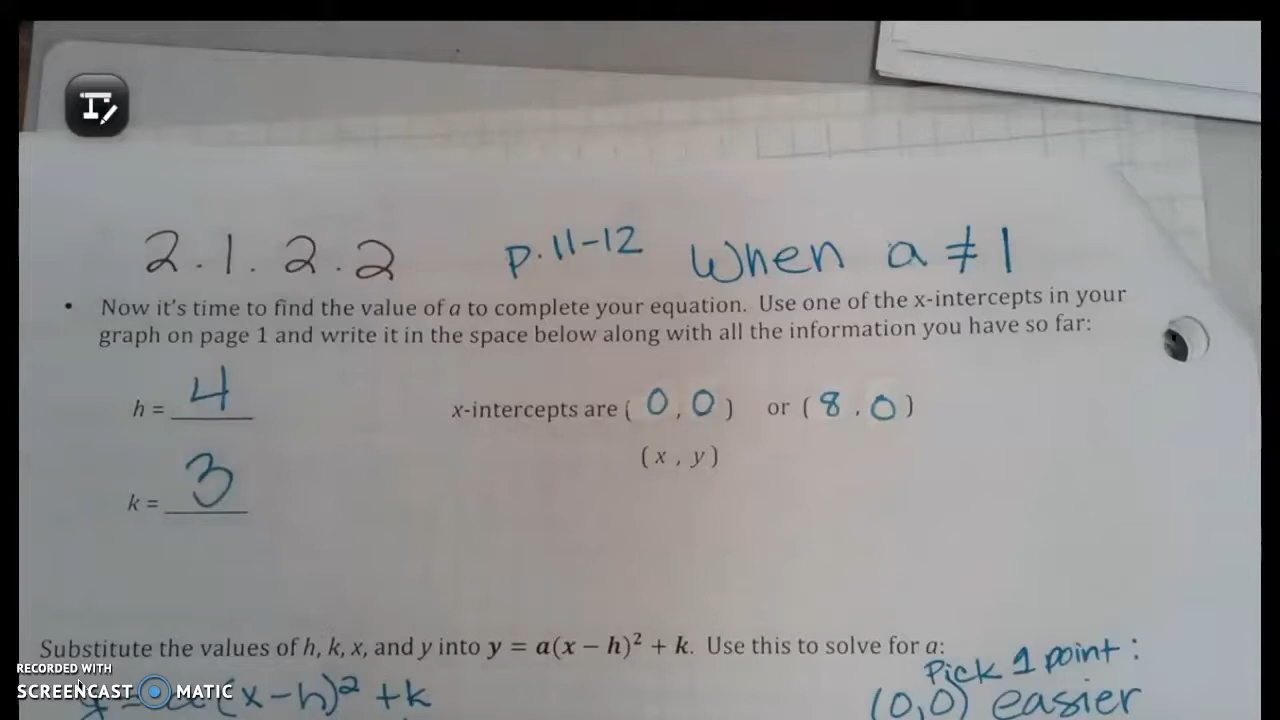 2.1.2.2 p.11-12 When a ≠ 1
• Now it's time to find the value of a to complete your equation. Use one of the x-intercepts in your
graph on page 1 and write it in the space below along with all the information you have so far:
h = 4 x-intercepts are (0,0) or (8,0)
(x, y)
k = 3
Substitute the values of h, k, x, and y into y = a(x − h)² + k. Use this to solve for a:
Pick 1 point:
y = a(x-h)² + k (0,0) easier
RECORDED WITH
SCREENCAST MATIC